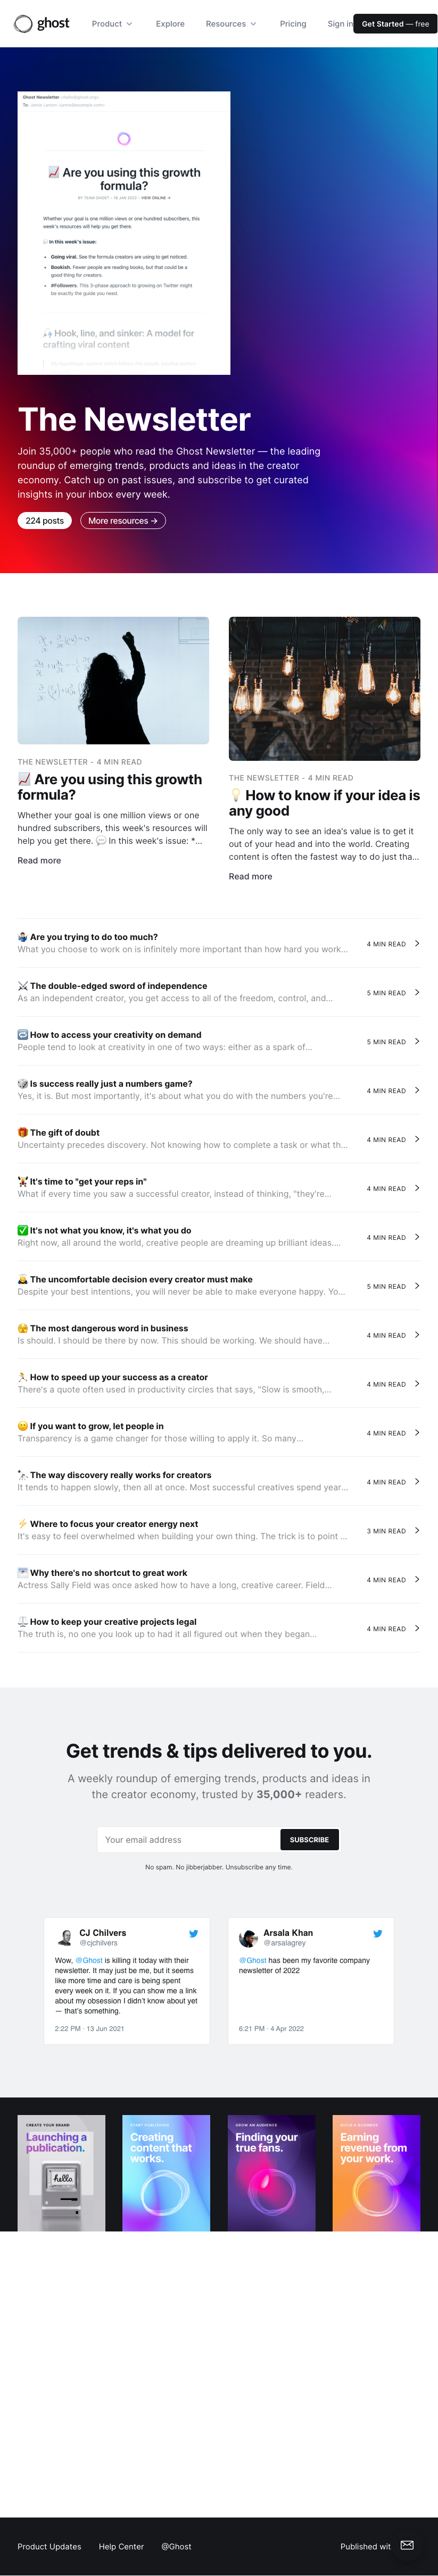 ghost
Product
Explore
Resources
Pricing
Sign in
Get Started — free
Ghost Newsletter <hello@ghost.org>
To: Jamie Larson <jamie@example.com>
📈 Are you using this growth
formula?
BY TEAM GHOST – 16 JAN 2023 – VIEW ONLINE →
Whether your goal is one million views or one hundred subscribers, this
week's resources will help you get there.
💬 In this week's issue:
• Going viral. See the formula creators are using to get noticed.
• Bookish. Fewer people are reading books, but that could be a
good thing for creators.
• #Followers. This 3-phase approach to growing on Twitter might
be exactly the guide you need.
🎣 Hook, line, and sinker: A model for
crafting viral content
The Newsletter
Join 35,000+ people who read the Ghost Newsletter — the leading
roundup of emerging trends, products and ideas in the creator
economy. Catch up on past issues, and subscribe to get curated
insights in your inbox every week.
224 posts
More resources →
THE NEWSLETTER - 4 MIN READ
📈 Are you using this growth
formula?
Whether your goal is one million views or one
hundred subscribers, this week's resources will
help you get there. 💬 In this week's issue: *…
Read more
THE NEWSLETTER - 4 MIN READ
💡 How to know if your idea is
any good
The only way to see an idea's value is to get it
out of your head and into the world. Creating
content is often the fastest way to do just tha…
Read more
🤹🏻 Are you trying to do too much?
What you choose to work on is infinitely more important than how hard you work…
4 MIN READ
⚔️ The double-edged sword of independence
As an independent creator, you get access to all of the freedom, control, and…
5 MIN READ
↩️ How to access your creativity on demand
People tend to look at creativity in one of two ways: either as a spark of…
5 MIN READ
🎲 Is success really just a numbers game?
Yes, it is. But most importantly, it's about what you do with the numbers you're…
4 MIN READ
🎁 The gift of doubt
Uncertainty precedes discovery. Not knowing how to complete a task or what th…
4 MIN READ
🏋️ It's time to "get your reps in"
What if every time you saw a successful creator, instead of thinking, "they're…
4 MIN READ
✅ It's not what you know, it's what you do
Right now, all around the world, creative people are dreaming up brilliant ideas.…
4 MIN READ
The uncomfortable decision every creator must make
Despite your best intentions, you will never be able to make everyone happy. Yo…
5 MIN READ
🫣 The most dangerous word in business
Is should. I should be there by now. This should be working. We should have…
4 MIN READ
🏃 How to speed up your success as a creator
There's a quote often used in productivity circles that says, "Slow is smooth,…
4 MIN READ
If you want to grow, let people in
Transparency is a game changer for those willing to apply it. So many…
4 MIN READ
🔭 The way discovery really works for creators
It tends to happen slowly, then all at once. Most successful creatives spend year…
4 MIN READ
⚡ Where to focus your creator energy next
It's easy to feel overwhelmed when building your own thing. The trick is to point …
3 MIN READ
Why there's no shortcut to great work
Actress Sally Field was once asked how to have a long, creative career. Field…
4 MIN READ
⚖️ How to keep your creative projects legal
The truth is, no one you look up to had it all figured out when they began…
4 MIN READ
Get trends & tips delivered to you.
A weekly roundup of emerging trends, products and ideas in
the creator economy, trusted by 35,000+ readers.
Your email address
SUBSCRIBE
No spam. No jibberjabber. Unsubscribe any time.
CJ Chilvers
@cjchilvers
Wow, @Ghost is killing it today with their
newsletter. It may just be me, but it seems
like more time and care is being spent
every week on it. If you can show me a link
about my obsession I didn't know about yet
— that's something.
2:22 PM · 13 Jun 2021
Arsala Khan
@arsalagrey
@Ghost has been my favorite company
newsletter of 2022
6:21 PM · 4 Apr 2022
CREATE YOUR BRAND
Launching a
publication.
hello.
START PUBLISHING
Creating
content that
works.
GROW AN AUDIENCE
Finding your
true fans.
BUILD A BUSINESS
Earning
revenue from
your work.
Product Updates
Help Center
@Ghost
Published wit